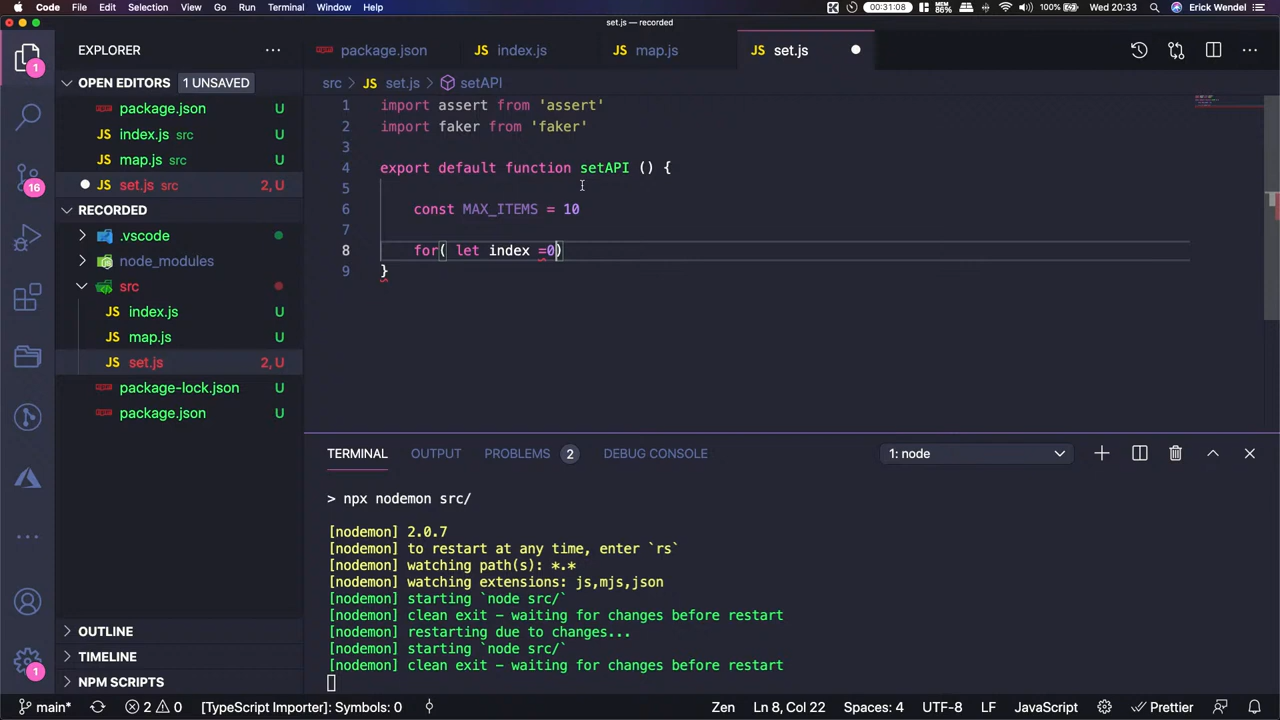 Code File Edit Selection View Go Run Terminal Window Help 00:31:08 MEM 86% 100% Wed 20:33 Erick Wendel
set.js — recorded
EXPLORER
package.json
index.js
map.js
set.js
OPEN EDITORS 1 UNSAVED
package.json U
index.js src U
map.js src U
set.js src 2, U
RECORDED
.vscode
node_modules
src
index.js U
map.js U
set.js 2, U
package-lock.json U
package.json U
OUTLINE
TIMELINE
NPM SCRIPTS
1
16
1
src > JS set.js > setAPI
1 import assert from 'assert'
2 import faker from 'faker'
3
4 export default function setAPI () {
5
6 const MAX_ITEMS = 10
7
8 for( let index =0)
9 }
TERMINAL OUTPUT PROBLEMS 2 DEBUG CONSOLE 1: node
> npx nodemon src/
[nodemon] 2.0.7
[nodemon] to restart at any time, enter `rs`
[nodemon] watching path(s): *.*
[nodemon] watching extensions: js,mjs,json
[nodemon] starting `node src/`
[nodemon] clean exit - waiting for changes before restart
[nodemon] restarting due to changes...
[nodemon] starting `node src/`
[nodemon] clean exit - waiting for changes before restart
main* 2 0 [TypeScript Importer]: Symbols: 0 Zen Ln 8, Col 22 Spaces: 4 UTF-8 LF JavaScript Prettier